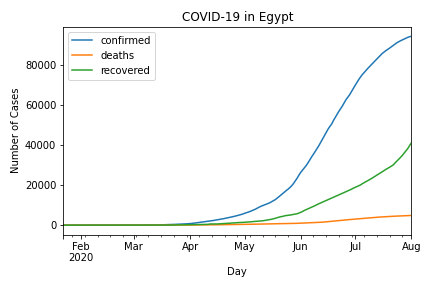 COVID-19 in Egypt
confirmed
deaths
recovered
Number of Cases
80000
60000
40000
20000
0
Feb
2020
Mar
Apr
May
Jun
Jul
Aug
Day